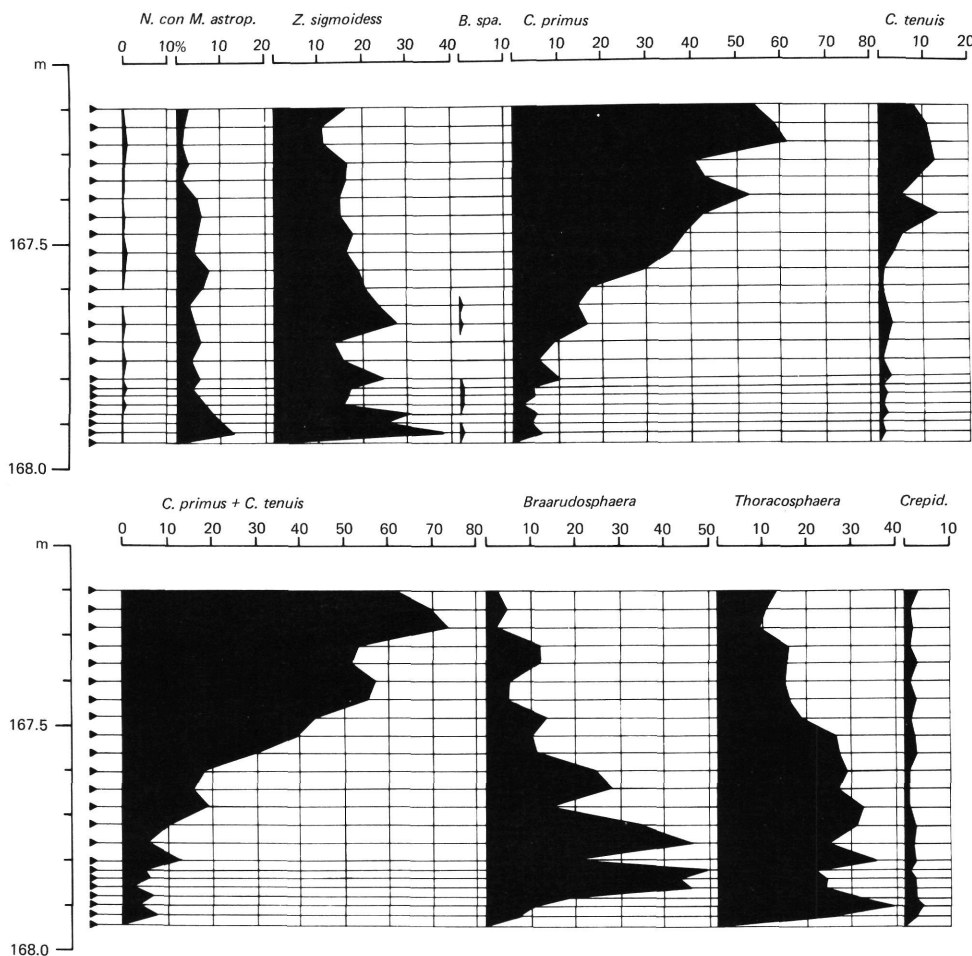 N. con M. astrop. Z. sigmoidess B. spa. C. primus C. tenuis
0 10% 10 20 10 20 30 40 10 10 20 30 40 50 60 70 80 10 20
m
167.5
168.0
C. primus + C. tenuis Braarudosphaera Thoracosphaera Crepid.
0 10 20 30 40 50 60 70 80 10 20 30 40 50 10 20 30 40 10
m
167.5
168.0